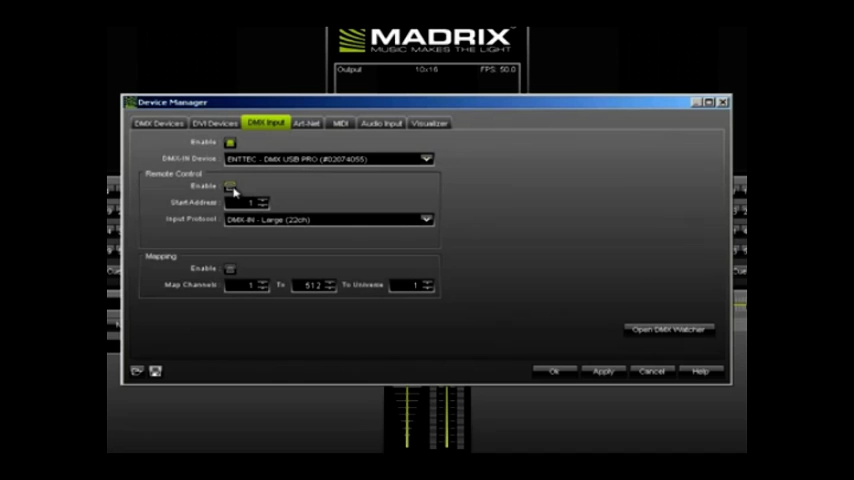 MADRIX
MUSIC MAKES THE LIGHT
Output 10x16 FPS: 50.0
Device Manager
DMX Devices DVI Devices DMX Input Art-Net MIDI Audio Input Visualizer
Enable
DMX-IN Device ENTTEC - DMX USB PRO (#02074055)
Remote Control
Enable
Start Address 1
Input Protocol DMX-IN - Large (22ch)
Mapping
Enable
Map Channels 1 To 512 To Universe 1
Open DMX Watcher
Ok Apply Cancel Help